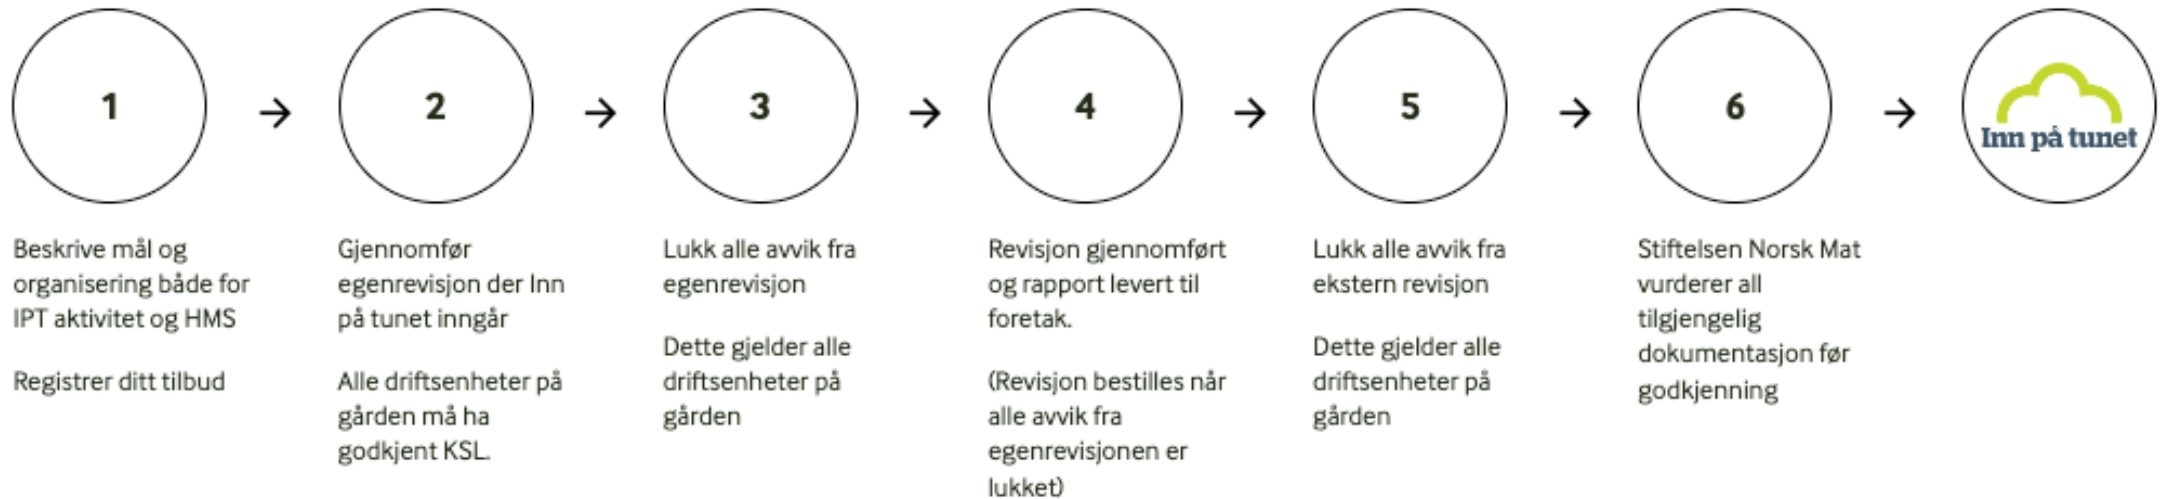 1
2
3
4
5
6
Inn på tunet
Beskrive mål og
organisering både for
IPT aktivitet og HMS
Registrer ditt tilbud
Gjennomfør
egenrevisjon der Inn
på tunet inngår
Alle driftsenheter på
gården må ha
godkjent KSL.
Lukk alle avvik fra
egenrevisjon
Dette gjelder alle
driftsenheter på
gården
Revisjon gjennomført
og rapport levert til
foretak.
(Revisjon bestilles når
alle avvik fra
egenrevisjonen er
lukket)
Lukk alle avvik fra
ekstern revisjon
Dette gjelder alle
driftsenheter på
gården
Stiftelsen Norsk Mat
vurderer all
tilgjengelig
dokumentasjon før
godkjenning